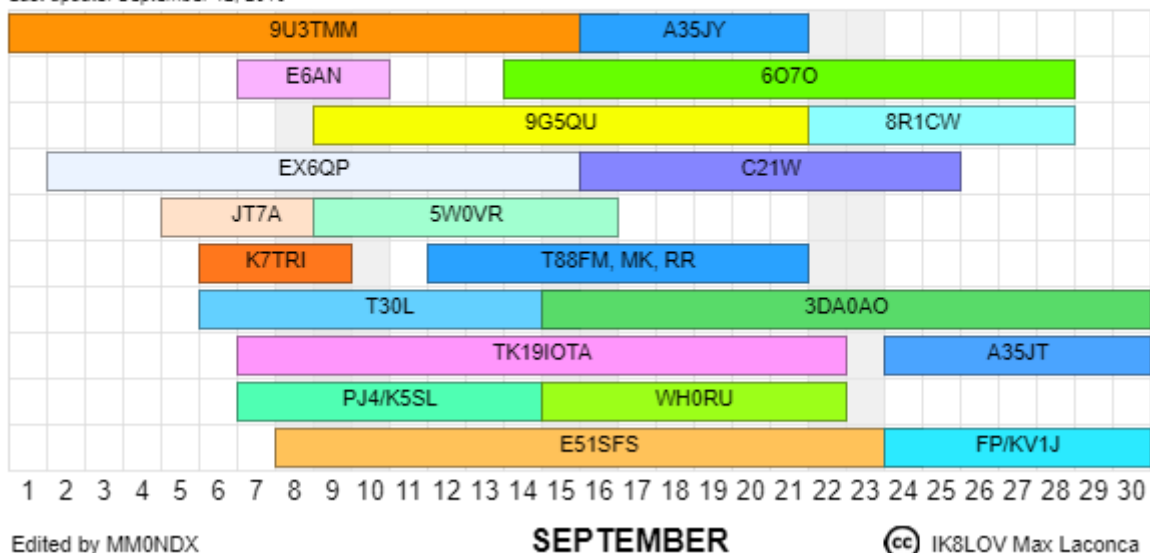 9U3TMM A35JY
E6AN 6O7O
9G5QU 8R1CW
EX6QP C21W
JT7A 5W0VR
K7TRI T88FM, MK, RR
T30L 3DA0AO
TK19IOTA A35JT
PJ4/K5SL WH0RU
E51SFS FP/KV1J
1 2 3 4 5 6 7 8 9 10 11 12 13 14 15 16 17 18 19 20 21 22 23 24 25 26 27 28 29 30
Edited by MM0NDX SEPTEMBER (cc) IK8LOV Max Laconca